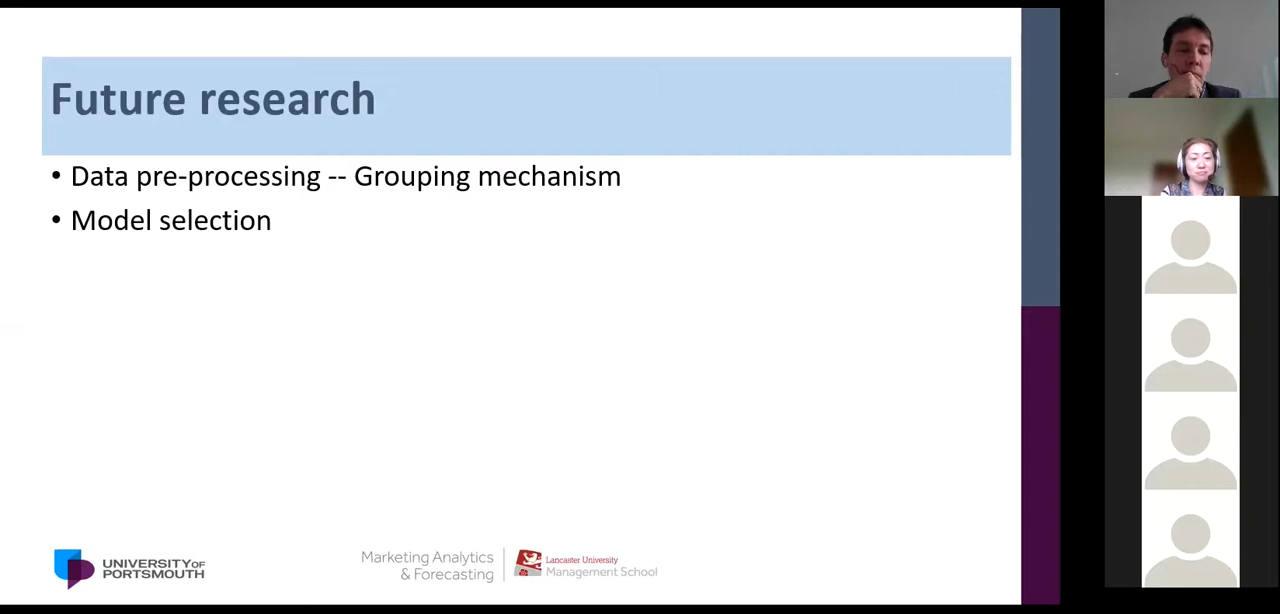 Future research
• Data pre-processing -- Grouping mechanism
• Model selection
UNIVERSITY OF
PORTSMOUTH
Marketing Analytics
& Forecasting
Lancaster University
Management School